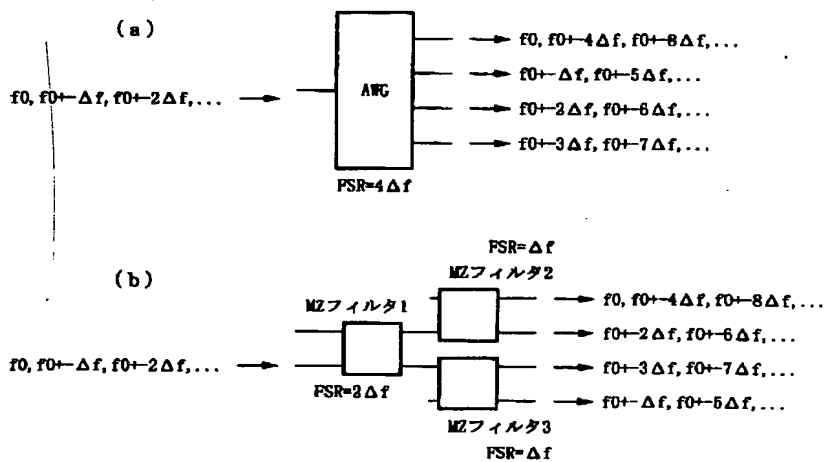 (a)
f0, f0+-Δf, f0+-2Δf,...
AWG
FSR=4Δf
f0, f0+-4Δf, f0+-8Δf,...
f0+-Δf, f0+-5Δf,...
f0+-2Δf, f0+-6Δf,...
f0+-3Δf, f0+-7Δf,...
(b)
f0, f0+-Δf, f0+-2Δf,...
MZフィルタ1
FSR=2Δf
FSR=Δf
MZフィルタ2
f0, f0+-4Δf, f0+-8Δf,...
f0+-2Δf, f0+-6Δf,...
f0+-3Δf, f0+-7Δf,...
f0+-Δf, f0+-5Δf,...
MZフィルタ3
FSR=Δf